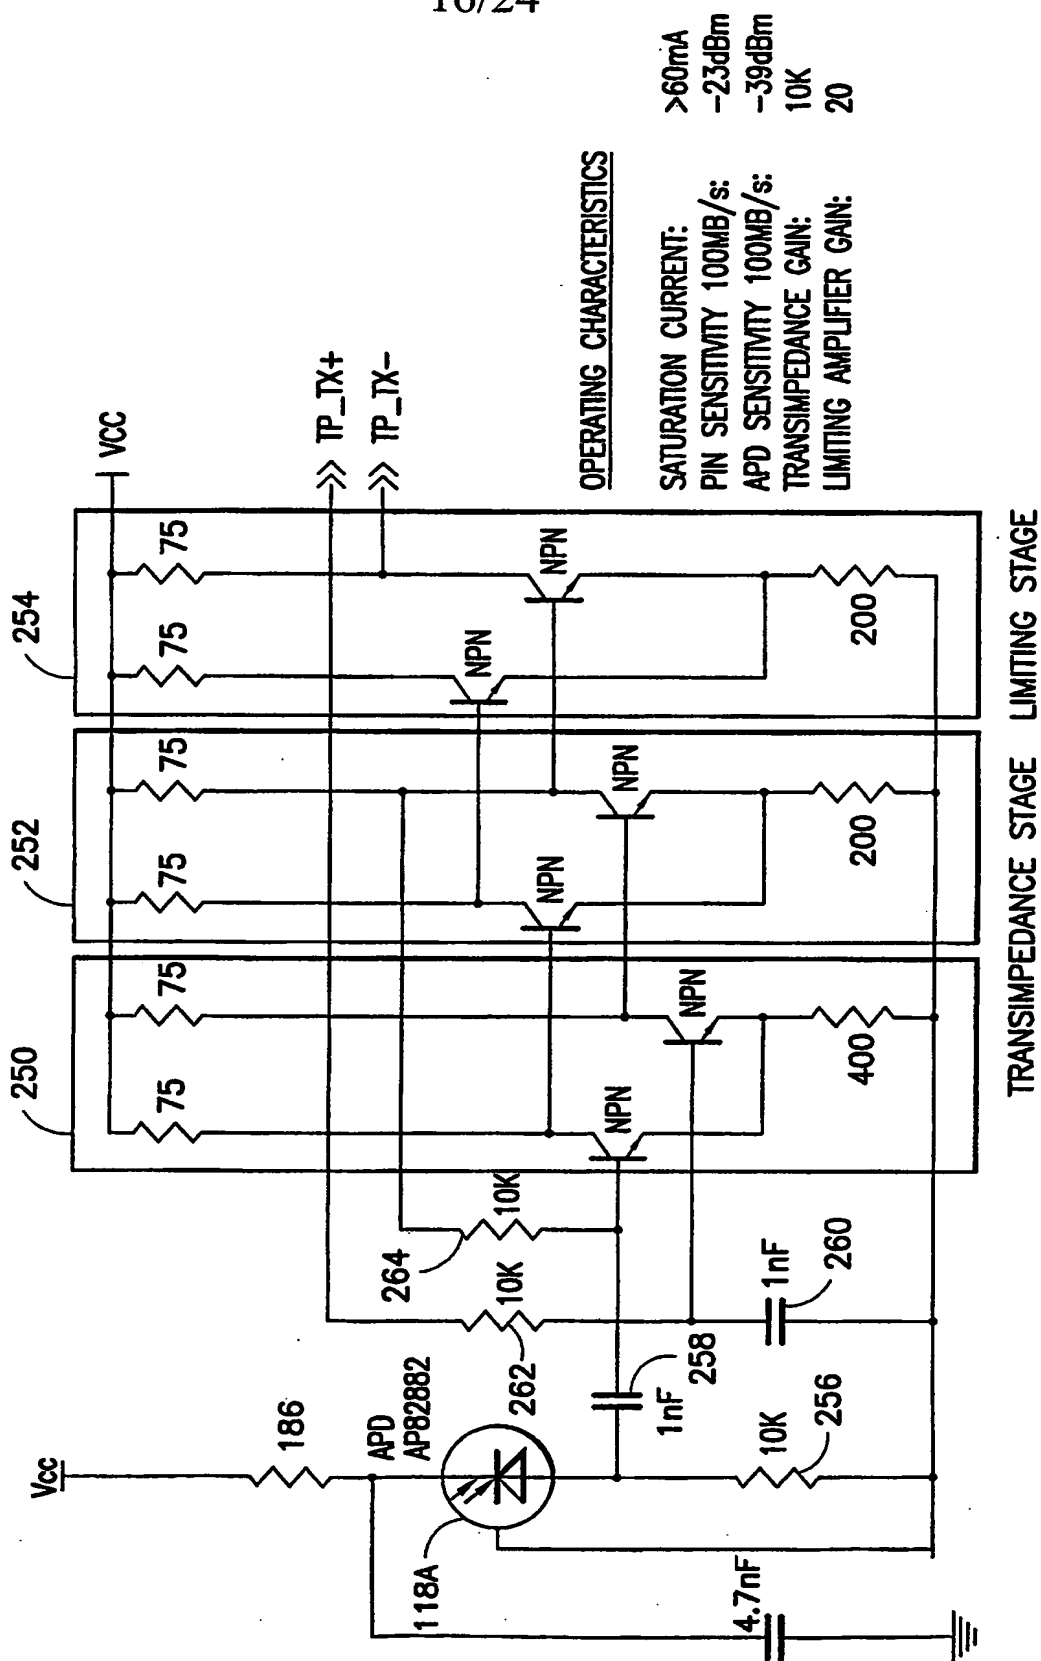 16/24
Vcc
186
APD
AP82882
118A
4.7nF
10K
256
1nF
258
10K
262
1nF
260
10K
264
250
75
75
NPN
NPN
400
252
75
75
NPN
NPN
200
254
75
75
NPN
NPN
200
VCC
TP_TX+
TP_TX-
TRANSIMPEDANCE STAGE
LIMITING STAGE
OPERATING CHARACTERISTICS
SATURATION CURRENT: >60mA
PIN SENSITIVITY 100MB/s: -23dBm
APD SENSITIVITY 100MB/s: -39dBm
TRANSIMPEDANCE GAIN: 10K
LIMITING AMPLIFIER GAIN: 20